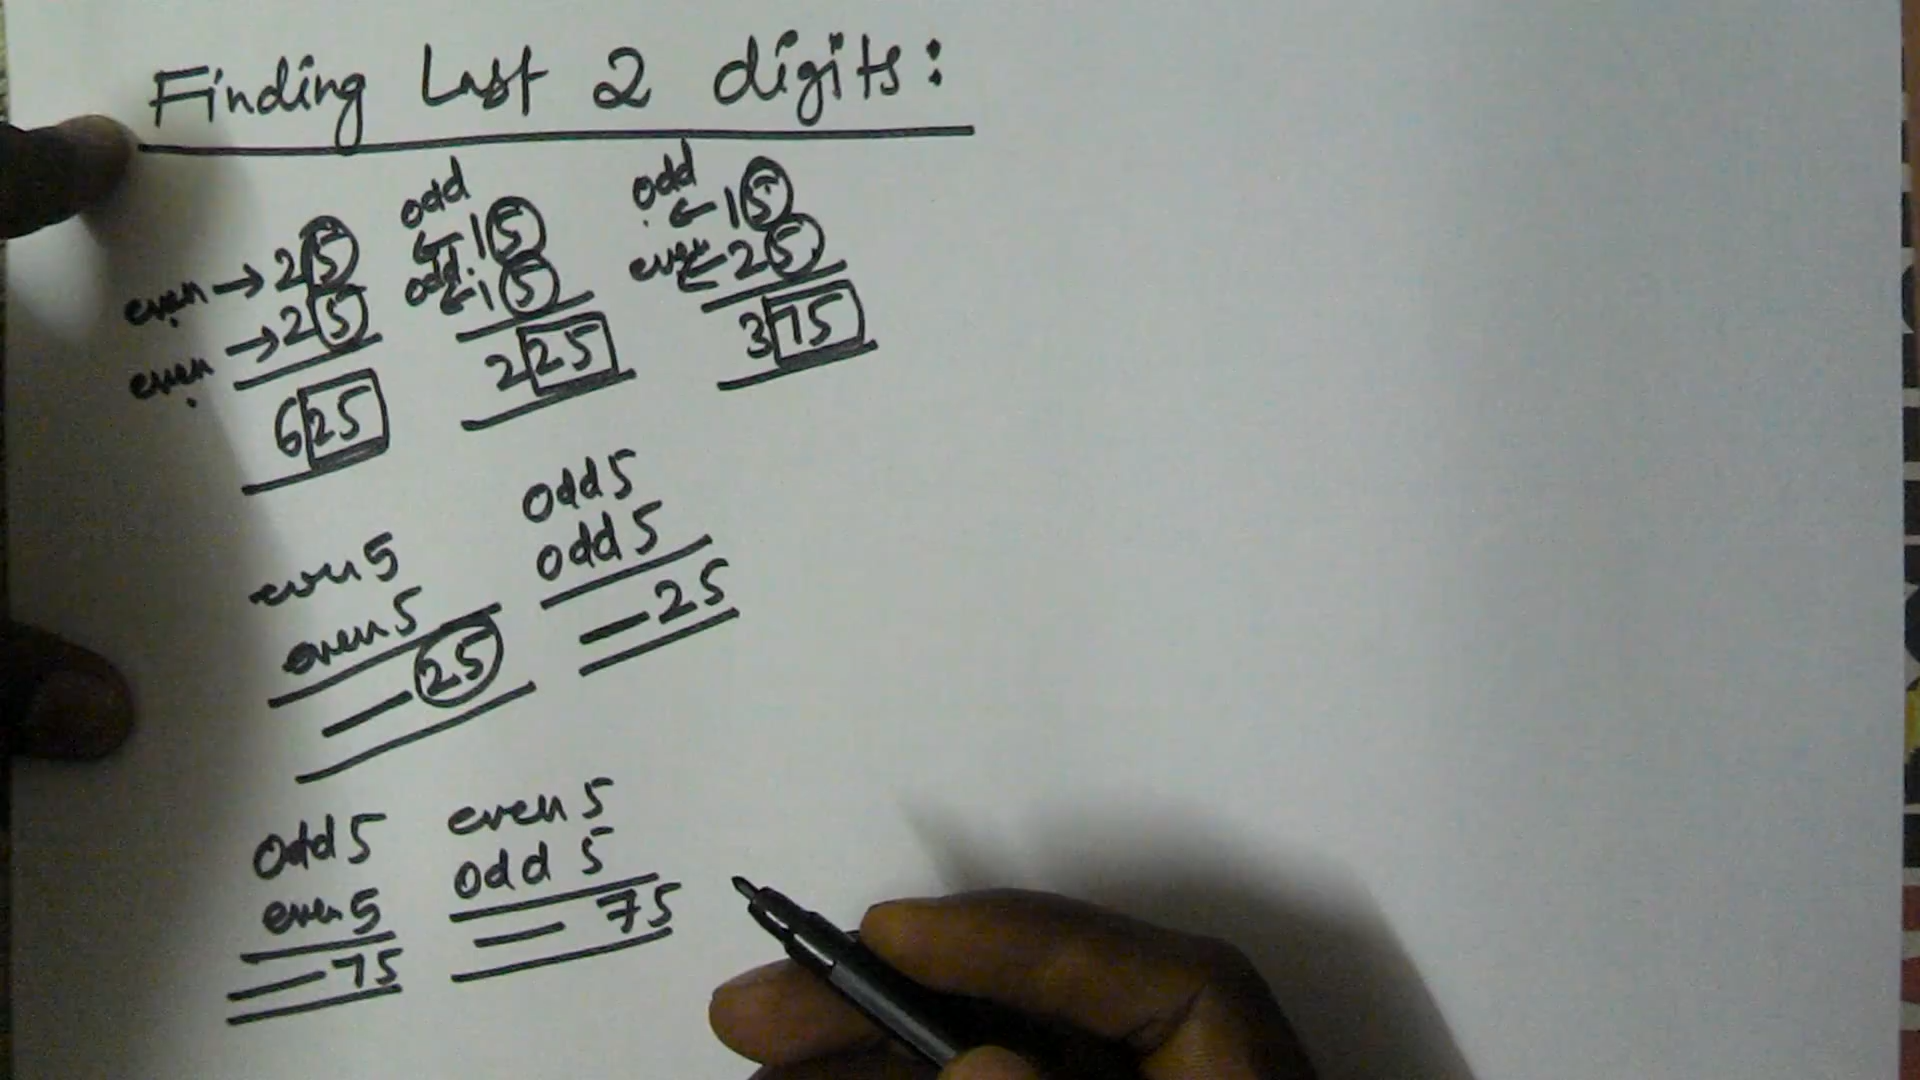 Finding Last 2 digits:
even → 25
even → 25
625
odd ← 15
odd ← 15
225
odd ← 15
even ← 25
375
even 5
even 5
— 25
odd 5
odd 5
— 25
odd 5
even 5
— 75
even 5
odd 5
— 75